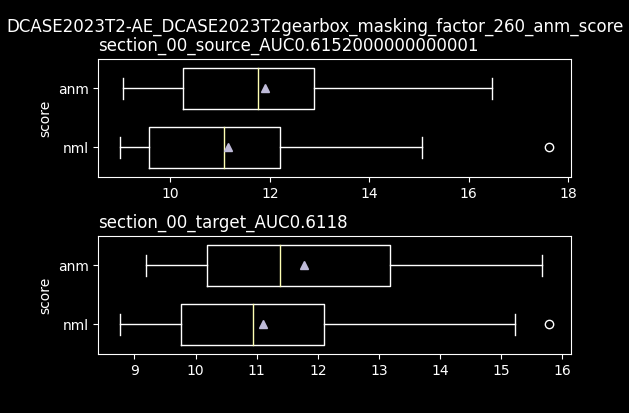 DCASE2023T2-AE_DCASE2023T2gearbox_masking_factor_260_anm_score
section_00_source_AUC0.6152000000000001
anm
nml
score
10 12 14 16 18
section_00_target_AUC0.6118
anm
nml
score
9 10 11 12 13 14 15 16